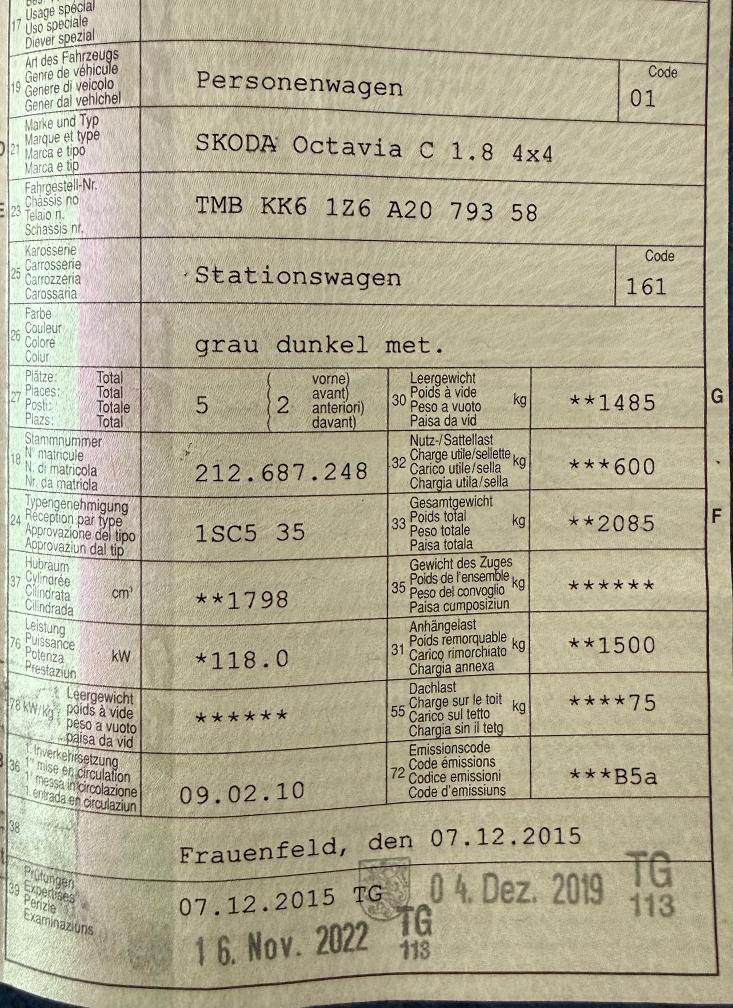 17 Usage spécial
Uso speciale
Diever spezial
19 Art des Fahrzeugs
Genre de véhicule
Genere di veicolo
Gener dal vehichel
Personenwagen
Code
01
21 Marke und Typ
Marque et type
Marca e tipo
Marca e tip
SKODA Octavia C 1.8 4x4
23 Fahrgestell-Nr.
Châssis no
Telaio n.
Schassis nr.
TMB KK6 1Z6 A20 793 58
25 Karosserie
Carrosserie
Carrozzeria
Carossaria
Stationswagen
Code
161
26 Farbe
Couleur
Colore
Colur
grau dunkel met.
27 Plätze: Total
Places: Total
Posti: Totale
Plazs: Total
5 ( 2 vorne)
avant)
anteriori)
davant)
30 Leergewicht
Poids à vide
Peso a vuoto
Paisa da vid
kg
**1485
G
18 Stammnummer
N° matricule
N. di matricola
Nr. da matricla
212.687.248
32 Nutz-/Sattellast
Charge utile/sellette
Carico utile/sella
Chargia utila/sella
kg
***600
24 Typengenehmigung
Réception par type
Approvazione del tipo
Approvaziun dal tip
1SC5 35
33 Gesamtgewicht
Poids total
Peso totale
Paisa totala
kg
**2085
F
37 Hubraum
Cylindrée
Cilindrata
Cilindrada
cm³
**1798
35 Gewicht des Zuges
Poids de l'ensemble
Peso del convoglio
Paisa cumposiziun
kg
******
76 Leistung
Puissance
Potenza
Prestaziun
kW
*118.0
31 Anhängelast
Poids remorquable
Carico rimorchiato
Chargia annexa
kg
**1500
78 kW/kg Leergewicht
poids à vide
peso a vuoto
paisa da vid
******
55 Dachlast
Charge sur le toit
Carico sul tetto
Chargia sin il tetg
kg
****75
36 1. Inverkehrsetzung
1re mise en circulation
1. messa in circolazione
1. entrada en circulaziun
09.02.10
72 Emissionscode
Code émissions
Codice emissioni
Code d'emissiuns
***B5a
38
Frauenfeld, den 07.12.2015
39 Prüfungen
Expertises
Perizie
Examinaziuns
07.12.2015 TG
04. Dez. 2019 TG
113
16. Nov. 2022 TG
113